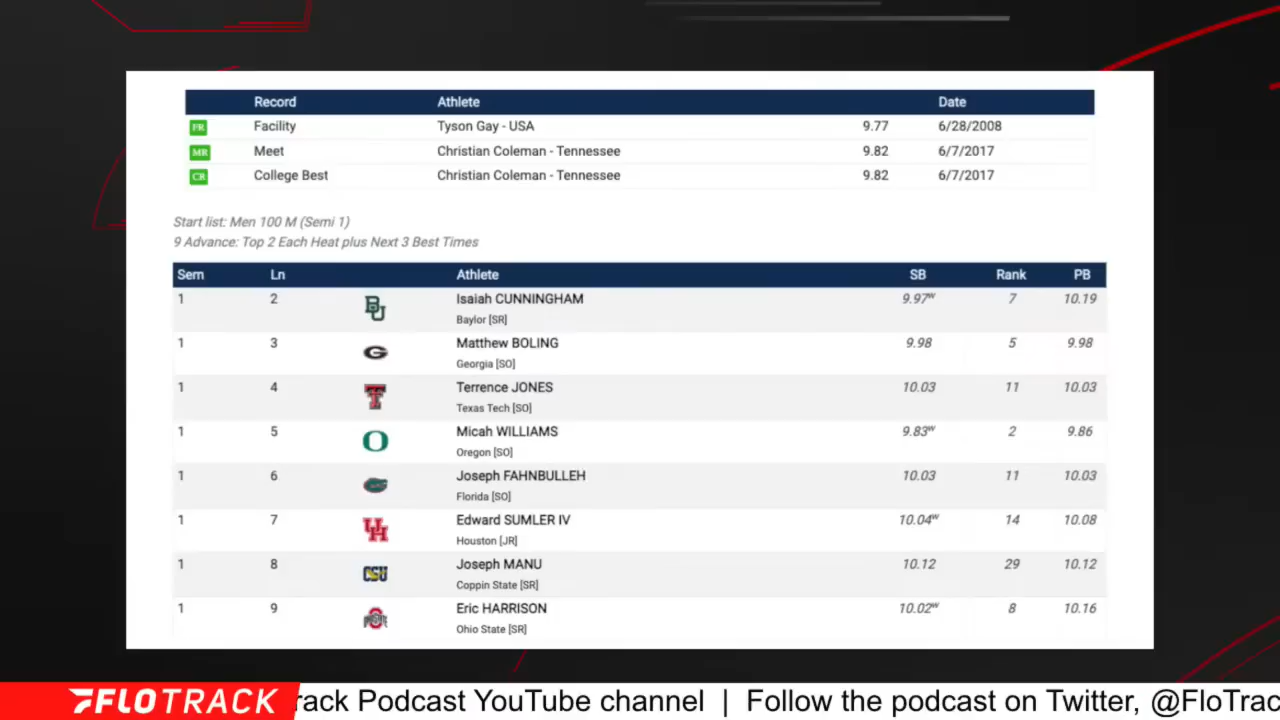 Record Athlete Date
FR Facility Tyson Gay - USA 9.77 6/28/2008
MR Meet Christian Coleman - Tennessee 9.82 6/7/2017
CR College Best Christian Coleman - Tennessee 9.82 6/7/2017
Start list: Men 100 M (Semi 1)
9 Advance: Top 2 Each Heat plus Next 3 Best Times
Sem Ln Athlete SB Rank PB
1 2 BU Isaiah CUNNINGHAM 9.97w 7 10.19
Baylor [SR]
1 3 G Matthew BOLING 9.98 5 9.98
Georgia [SO]
1 4 T Terrence JONES 10.03 11 10.03
Texas Tech [SO]
1 5 O Micah WILLIAMS 9.83w 2 9.86
Oregon [SO]
1 6 Joseph FAHNBULLEH 10.03 11 10.03
Florida [SO]
1 7 UH Edward SUMLER IV 10.04w 14 10.08
Houston [JR]
1 8 CSU Joseph MANU 10.12 29 10.12
Coppin State [SR]
1 9 Eric HARRISON 10.02w 8 10.16
Ohio State [SR]
FLOTRACK rack Podcast YouTube channel | Follow the podcast on Twitter, @FloTrac